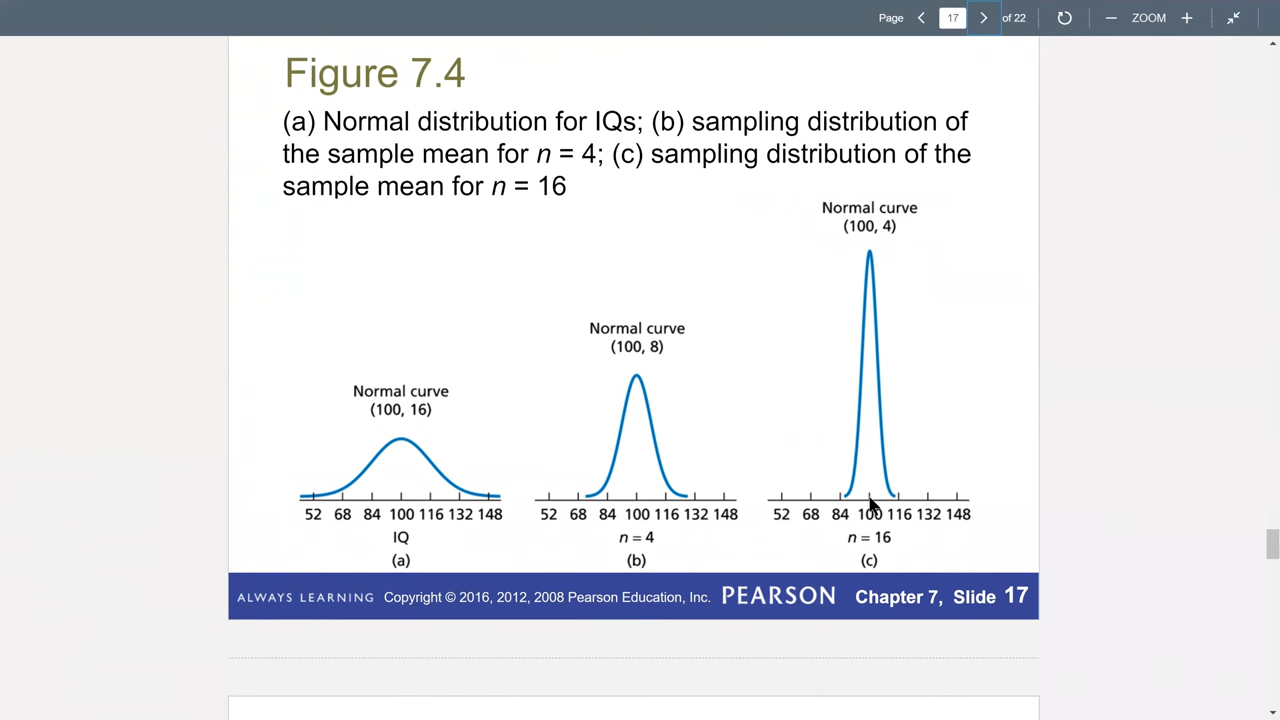 Page 17 of 22 ZOOM
Figure 7.4
(a) Normal distribution for IQs; (b) sampling distribution of
the sample mean for n = 4; (c) sampling distribution of the
sample mean for n = 16
Normal curve
(100, 16)
52 68 84 100 116 132 148
IQ
(a)
Normal curve
(100, 8)
52 68 84 100 116 132 148
n = 4
(b)
Normal curve
(100, 4)
52 68 84 100 116 132 148
n = 16
(c)
ALWAYS LEARNING Copyright © 2016, 2012, 2008 Pearson Education, Inc. PEARSON Chapter 7, Slide 17